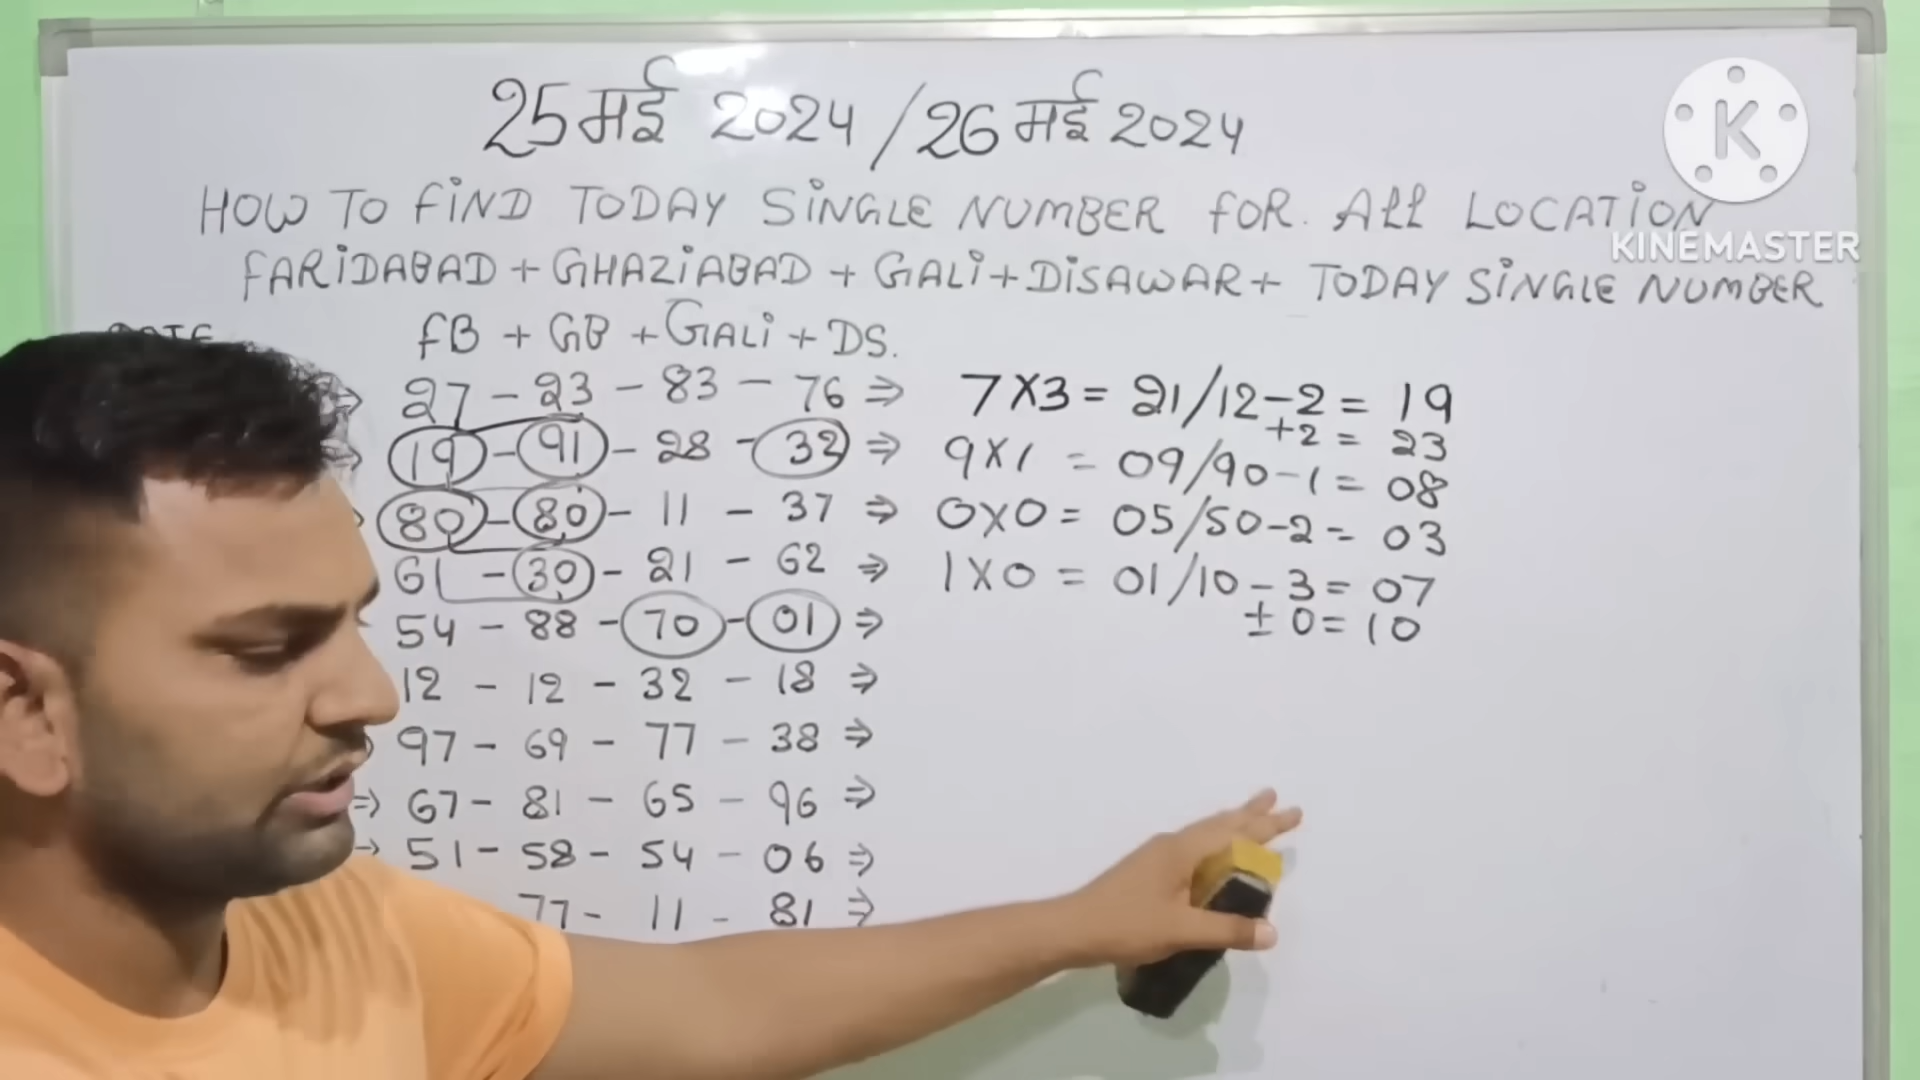 25 मई 2024 / 26 मई 2024
K
KINEMASTER
HOW TO FIND TODAY SINGLE NUMBER FOR. ALL LOCATION
FARIDABAD + GHAZIABAD + GALI + DISAWAR + TODAY SINGLE NUMBER
FB + GB + GALI + DS.
⇒ 27 - 23 - 83 - 76 ⇒ 7X3 = 21/12-2 = 19
+2 = 23
⇒ 19 - 91 - 28 - 32 ⇒ 9X1 = 09/90-1 = 08
80 - 80 - 11 - 37 ⇒ 0X0 = 05/50-2 = 03
61 - 30 - 21 - 62 ⇒ 1X0 = 01/10-3 = 07
± 0 = 10
54 - 88 - 70 - 01 ⇒
12 - 12 - 32 - 18 ⇒
97 - 69 - 77 - 38 ⇒
⇒ 67 - 81 - 65 - 96 ⇒
51 - 58 - 54 - 06 ⇒
77 - 11 - 81 ⇒